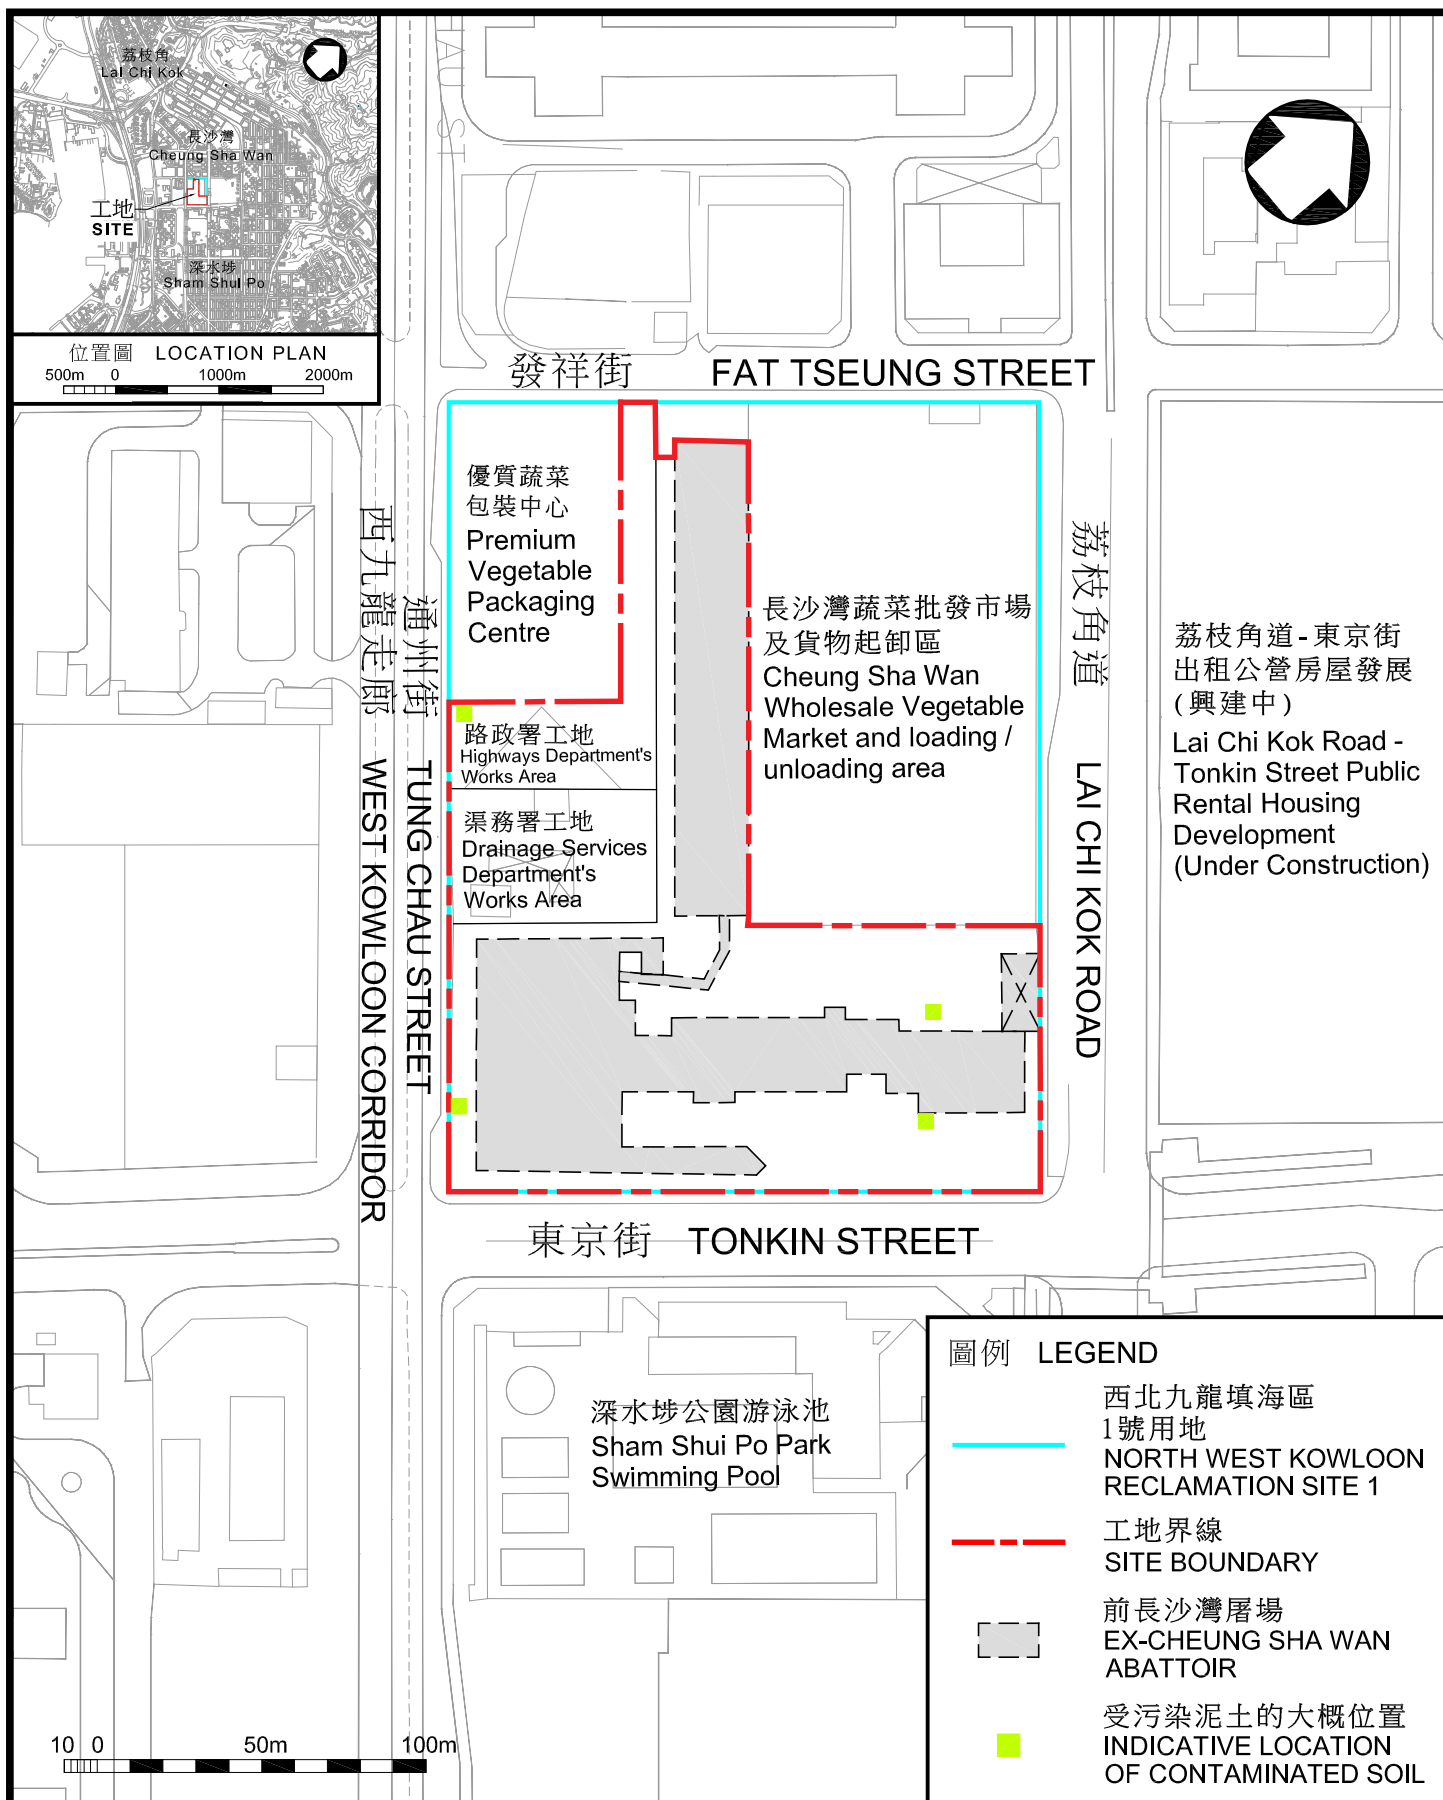 荔枝角
Lai Chi Kok
長沙灣
Cheung Sha Wan
工地
SITE
深水埗
Sham Shui Po
位置圖 LOCATION PLAN
500m 0 1000m 2000m
發祥街 FAT TSEUNG STREET
優質蔬菜
包裝中心
Premium
Vegetable
Packaging
Centre
西九龍走廊
WEST KOWLOON CORRIDOR
通州街
TUNG CHAU STREET
長沙灣蔬菜批發市場
及貨物起卸區
Cheung Sha Wan
Wholesale Vegetable
Market and loading /
unloading area
荔枝角道
LAI CHI KOK ROAD
荔枝角道-東京街
出租公營房屋發展
(興建中)
Lai Chi Kok Road -
Tonkin Street Public
Rental Housing
Development
(Under Construction)
路政署工地
Highways Department's
Works Area
渠務署工地
Drainage Services
Department's
Works Area
東京街 TONKIN STREET
深水埗公園游泳池
Sham Shui Po Park
Swimming Pool
圖例 LEGEND
西北九龍填海區
1號用地
NORTH WEST KOWLOON
RECLAMATION SITE 1
工地界線
SITE BOUNDARY
前長沙灣屠場
EX-CHEUNG SHA WAN
ABATTOIR
受污染泥土的大概位置
INDICATIVE LOCATION
OF CONTAMINATED SOIL
10 0 50m 100m